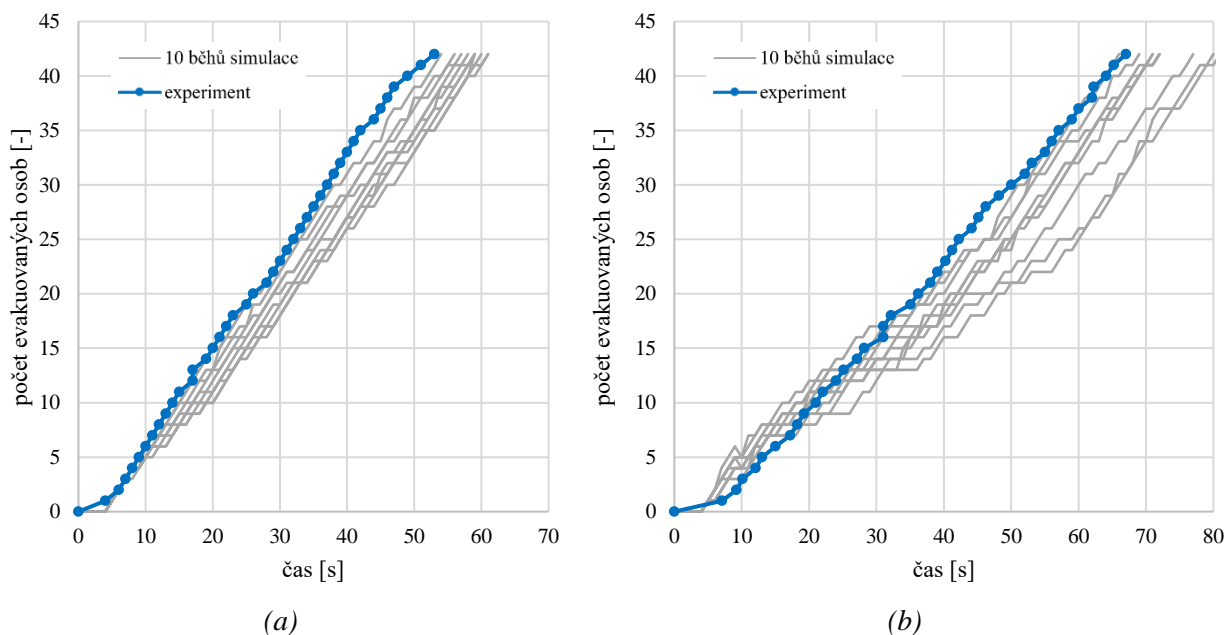 45
40
35
30
25
20
15
10
5
0
počet evakuovaných osob [-]
10 běhů simulace
experiment
0 10 20 30 40 50 60 70
čas [s]
(a)
45
40
35
30
25
20
15
10
5
0
počet evakuovaných osob [-]
10 běhů simulace
experiment
0 10 20 30 40 50 60 70 80
čas [s]
(b)